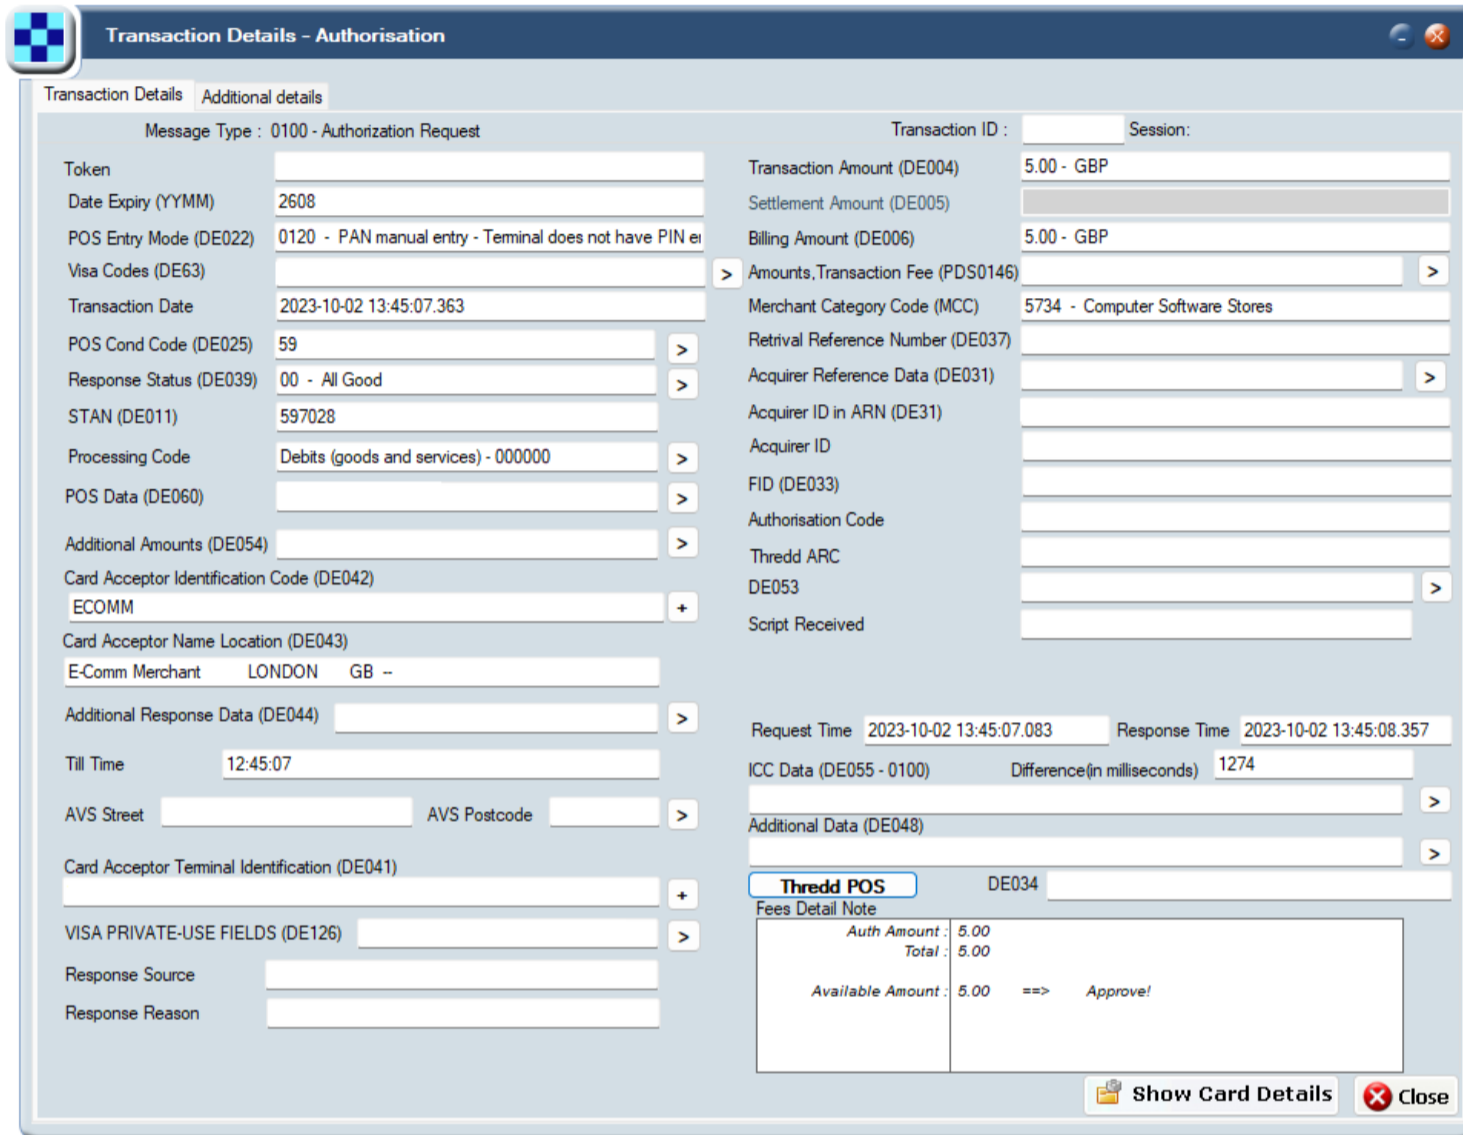 Transaction Details - Authorisation
Transaction Details Additional details
Message Type : 0100 - Authorization Request Transaction ID : Session:
Token
Transaction Amount (DE004) 5.00 - GBP
Date Expiry (YYMM) 2608
Settlement Amount (DE005)
POS Entry Mode (DE022) 0120 - PAN manual entry - Terminal does not have PIN
Billing Amount (DE006) 5.00 - GBP
Visa Codes (DE63) >
Amounts,Transaction Fee (PDS0146) >
Transaction Date 2023-10-02 13:45:07.363
Merchant Category Code (MCC) 5734 - Computer Software Stores
POS Cond Code (DE025) 59 >
Retrival Reference Number (DE037)
Response Status (DE039) 00 - All Good >
Acquirer Reference Data (DE031) >
STAN (DE011) 597028
Acquirer ID in ARN (DE31)
Processing Code Debits (goods and services) - 000000 >
Acquirer ID
POS Data (DE060) >
FID (DE033)
Authorisation Code
Additional Amounts (DE054) >
Thredd ARC
Card Acceptor Identification Code (DE042)
DE053 >
ECOMM +
Script Received
Card Acceptor Name Location (DE043)
E-Comm Merchant LONDON GB --
Additional Response Data (DE044) >
Request Time 2023-10-02 13:45:07.083 Response Time 2023-10-02 13:45:08.357
Till Time 12:45:07
ICC Data (DE055 - 0100) Difference(in milliseconds) 1274
>
AVS Street AVS Postcode >
Additional Data (DE048)
>
Card Acceptor Terminal Identification (DE041)
+
Thredd POS DE034
Fees Detail Note
VISA PRIVATE-USE FIELDS (DE126) >
Auth Amount : 5.00
Total : 5.00
Response Source
Available Amount : 5.00 ==> Approve!
Response Reason
Show Card Details Close